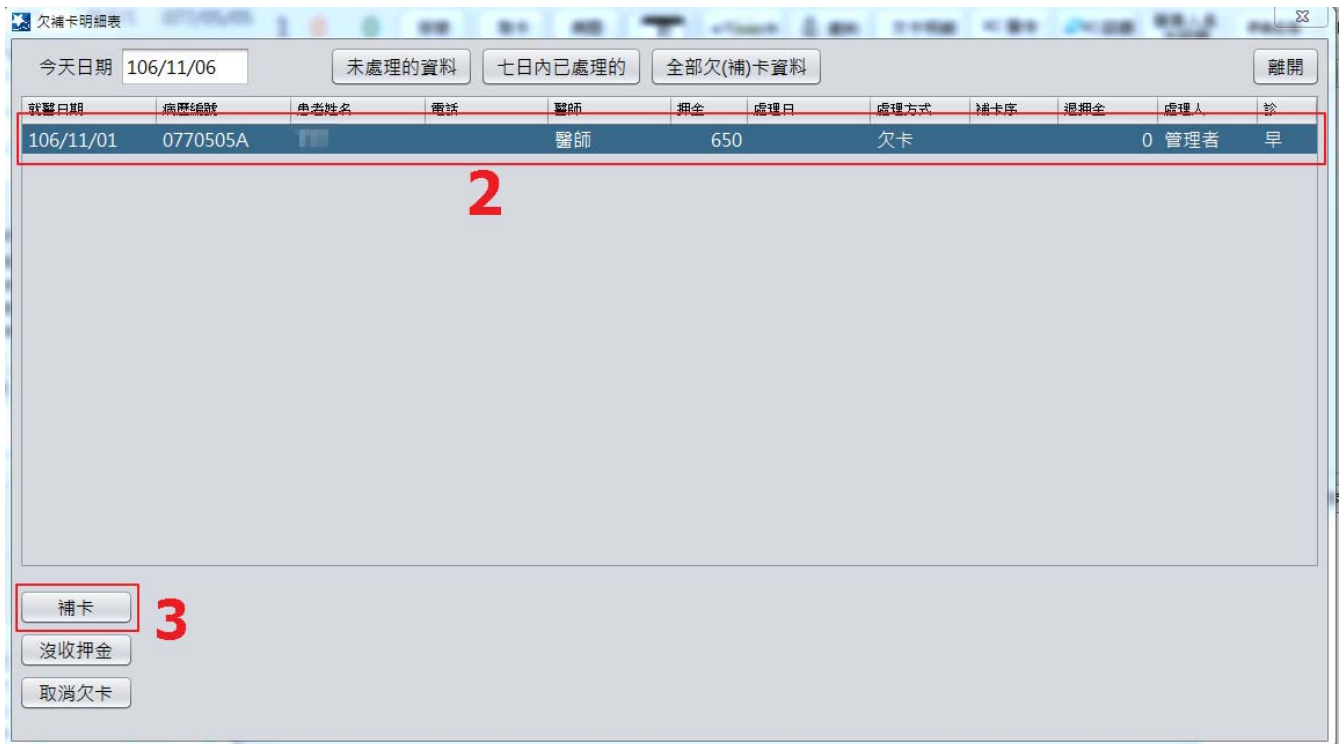 欠補卡明細表
今天日期 106/11/06 未處理的資料 七日內已處理的 全部欠(補)卡資料 離開
就醫日期 病歷編號 患者姓名 電話 醫師 押金 處理日 處理方式 補卡序 退押金 處理人 診
106/11/01 0770505A 醫師 650 欠卡 0 管理者 早
2
補卡
3
沒收押金
取消欠卡